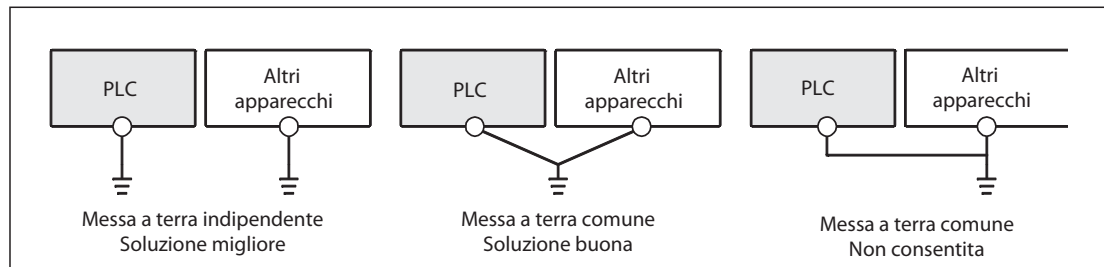 PLC
Altri
apparecchi
Messa a terra indipendente
Soluzione migliore
PLC
Altri
apparecchi
Messa a terra comune
Soluzione buona
PLC
Altri
apparecchi
Messa a terra comune
Non consentita